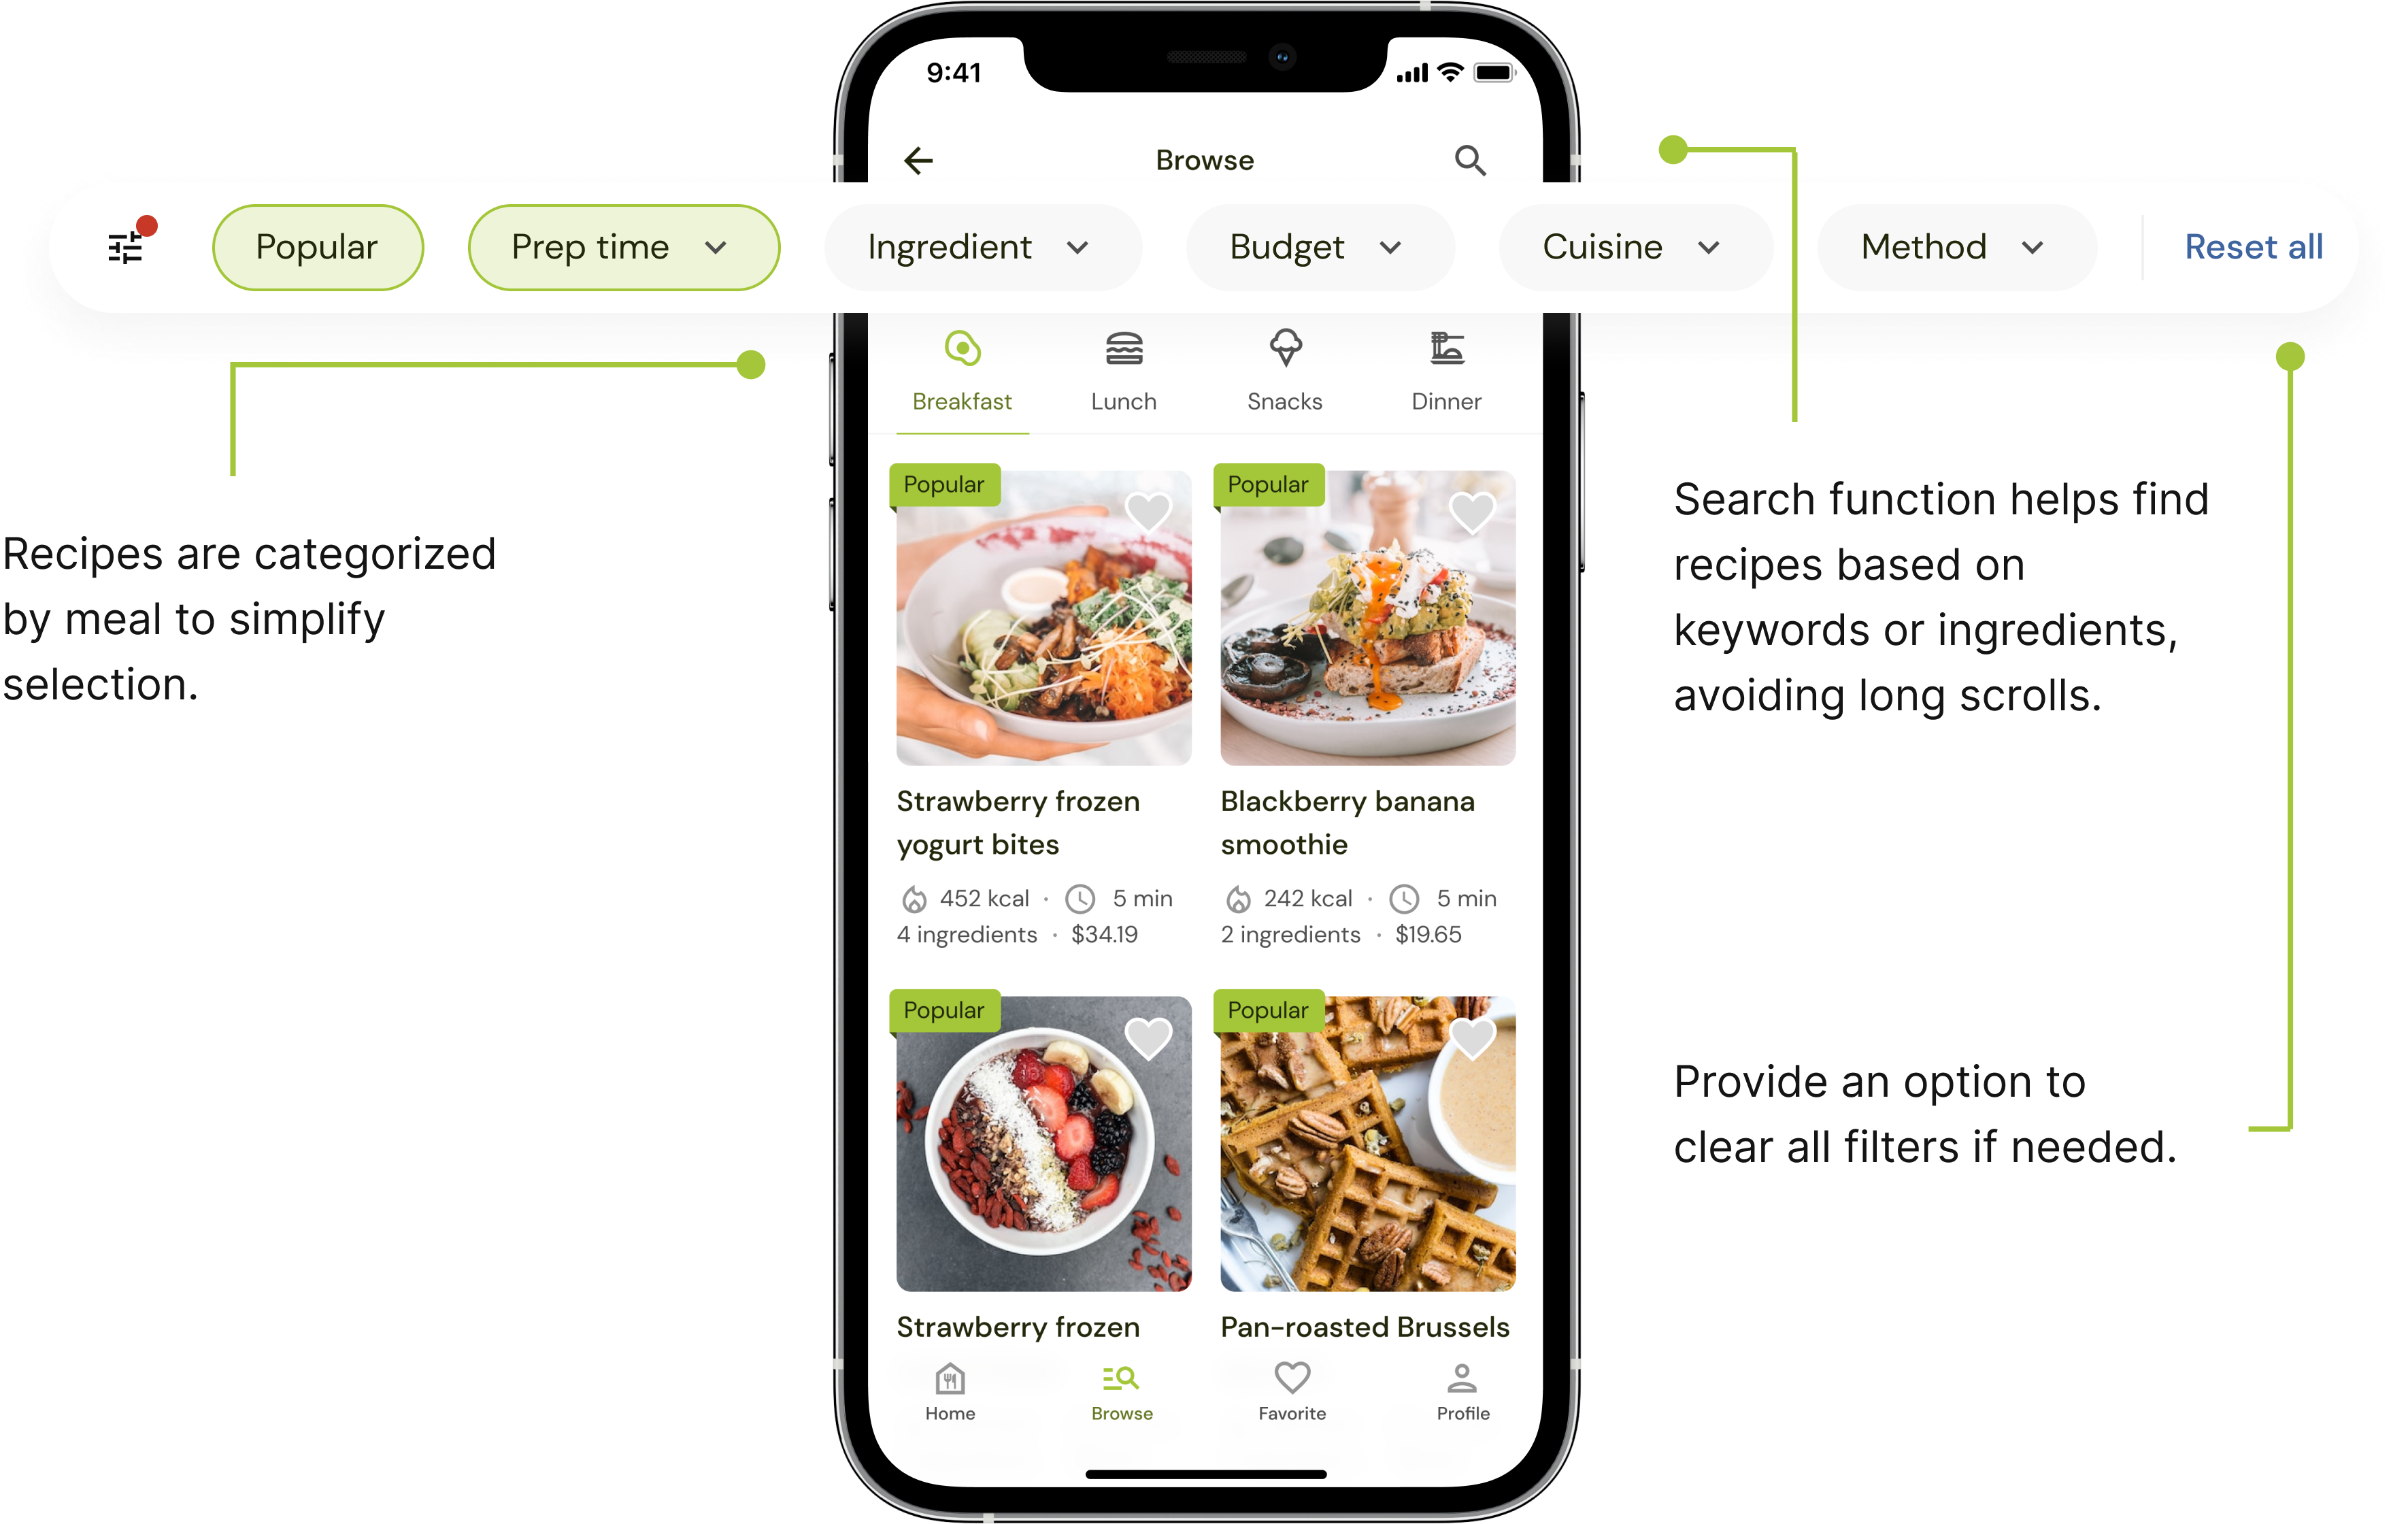 9:41
Browse
Popular
Prep time
Ingredient
Budget
Cuisine
Method
Reset all
Breakfast
Lunch
Snacks
Dinner
Recipes are categorized
by meal to simplify
selection.
Search function helps find
recipes based on
keywords or ingredients,
avoiding long scrolls.
Popular
Strawberry frozen
yogurt bites
452 kcal · 5 min
4 ingredients · $34.19
Popular
Blackberry banana
smoothie
242 kcal · 5 min
2 ingredients · $19.65
Popular
Strawberry frozen
Popular
Pan-roasted Brussels
Provide an option to
clear all filters if needed.
Home
Browse
Favorite
Profile